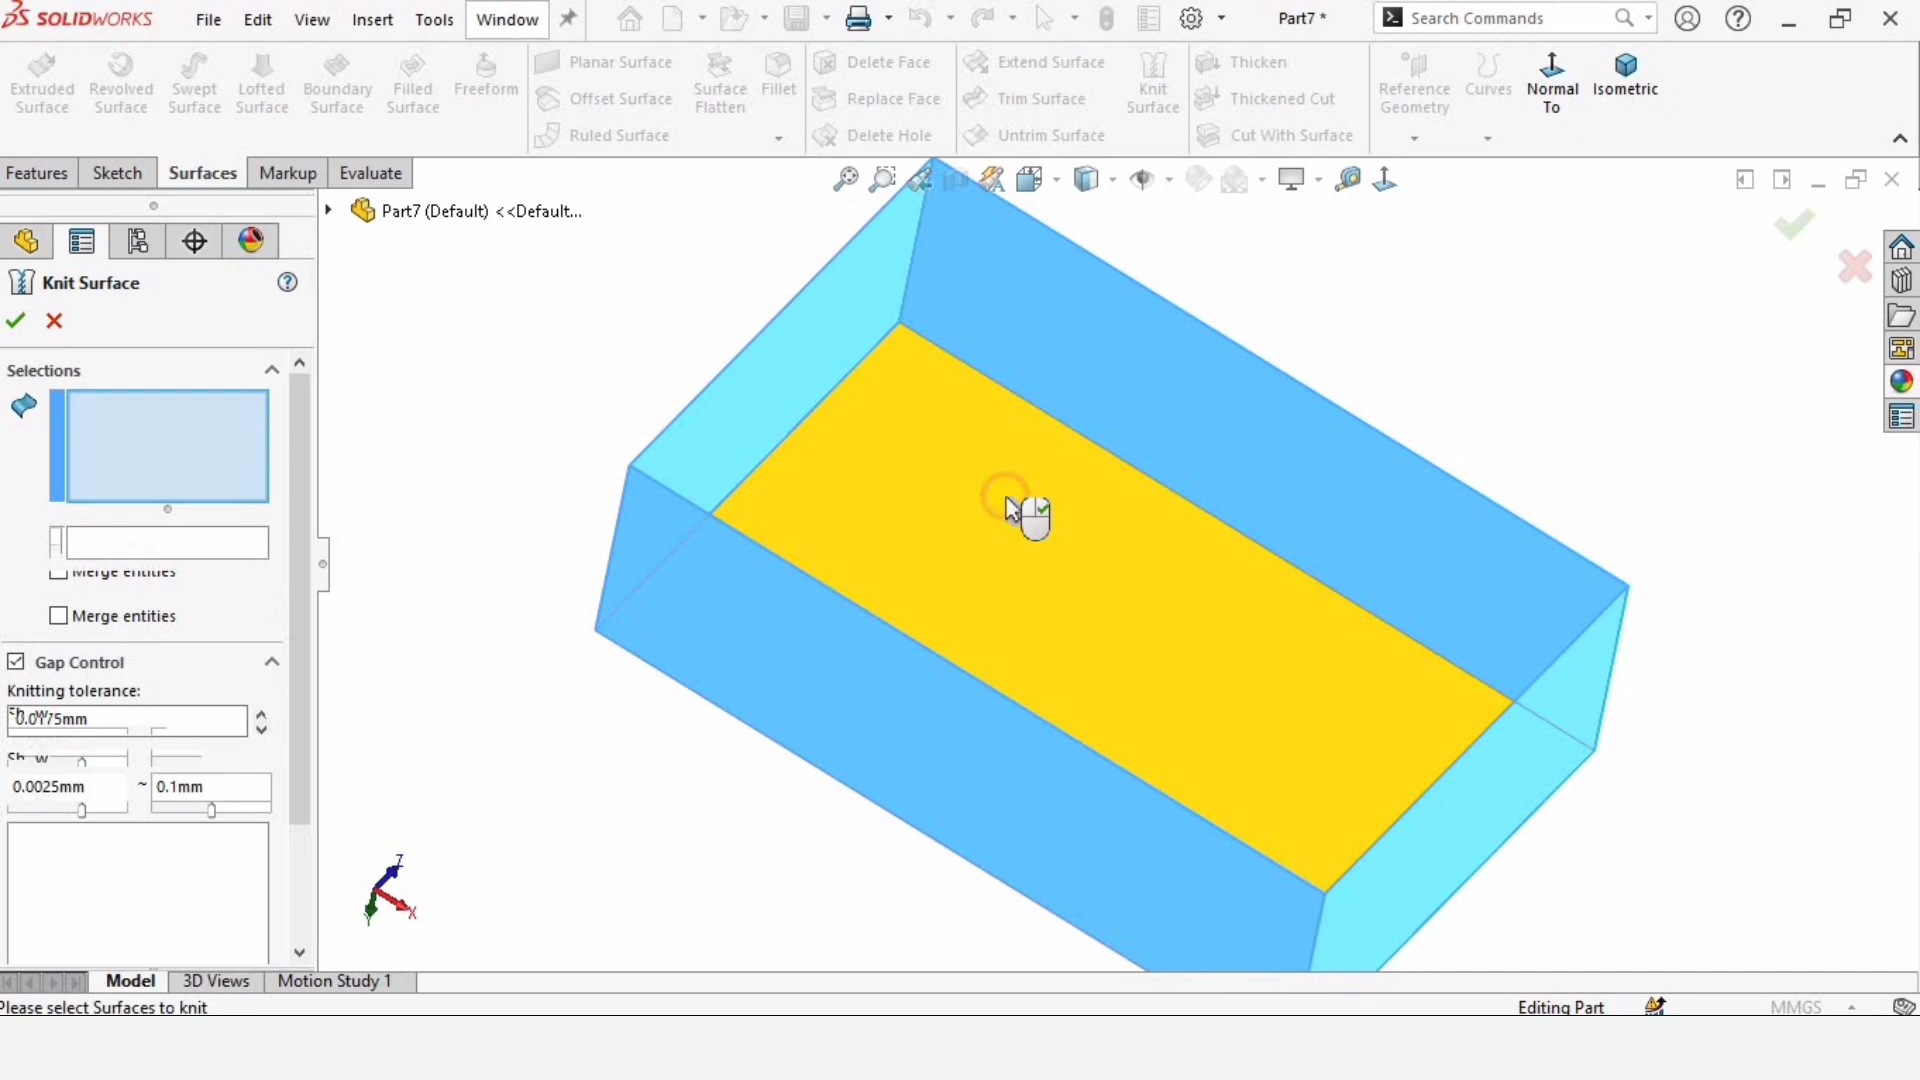 SOLIDWORKS File Edit View Insert Tools Window Part7 * Search Commands
Extruded Surface
Revolved Surface
Swept Surface
Lofted Surface
Boundary Surface
Filled Surface
Freeform
Planar Surface
Offset Surface
Ruled Surface
Surface Flatten
Fillet
Delete Face
Replace Face
Delete Hole
Extend Surface
Trim Surface
Untrim Surface
Knit Surface
Thicken
Thickened Cut
Cut With Surface
Reference Geometry
Curves
Normal To
Isometric
Features Sketch Surfaces Markup Evaluate
Part7 (Default) <<Default...
Knit Surface
Selections
Merge entities
Merge entities
Gap Control
Knitting tolerance:
0.0025mm ~ 0.1mm
Z
X
Y
Model 3D Views Motion Study 1
Please select Surfaces to knit Editing Part MMGS